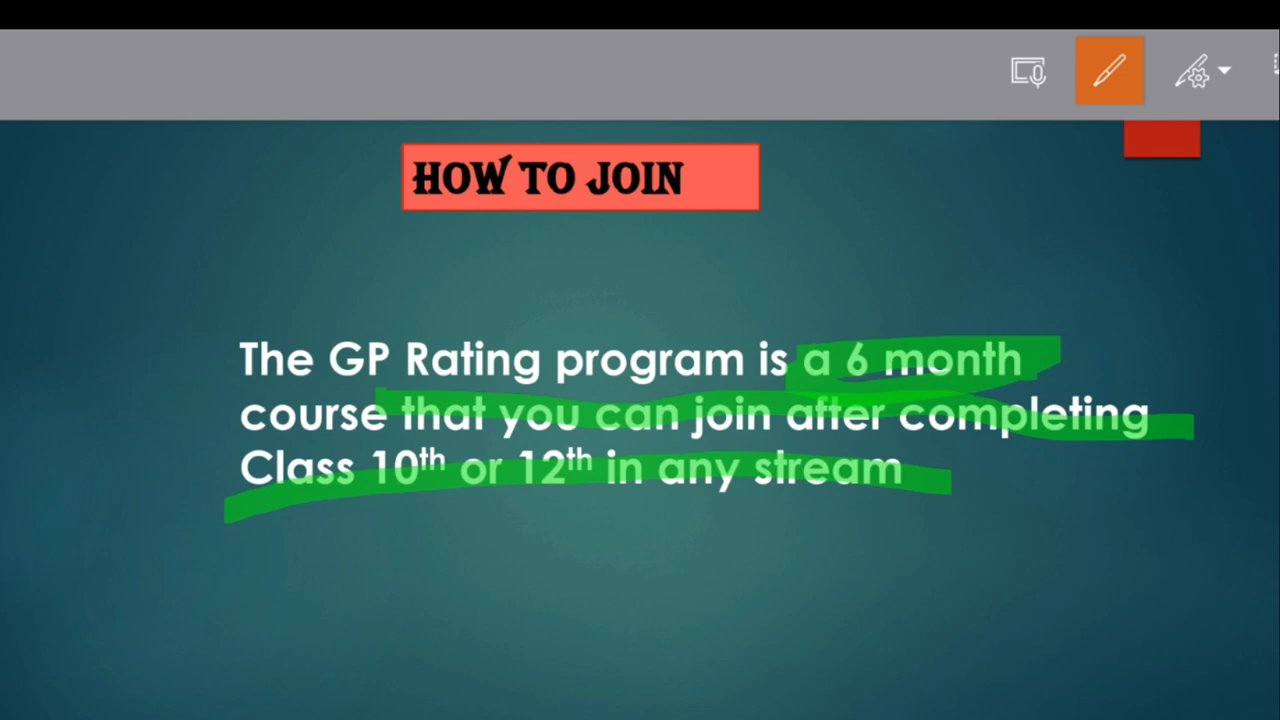 HOW TO JOIN
The GP Rating program is a 6 month
course that you can join after completing
Class 10th or 12th in any stream